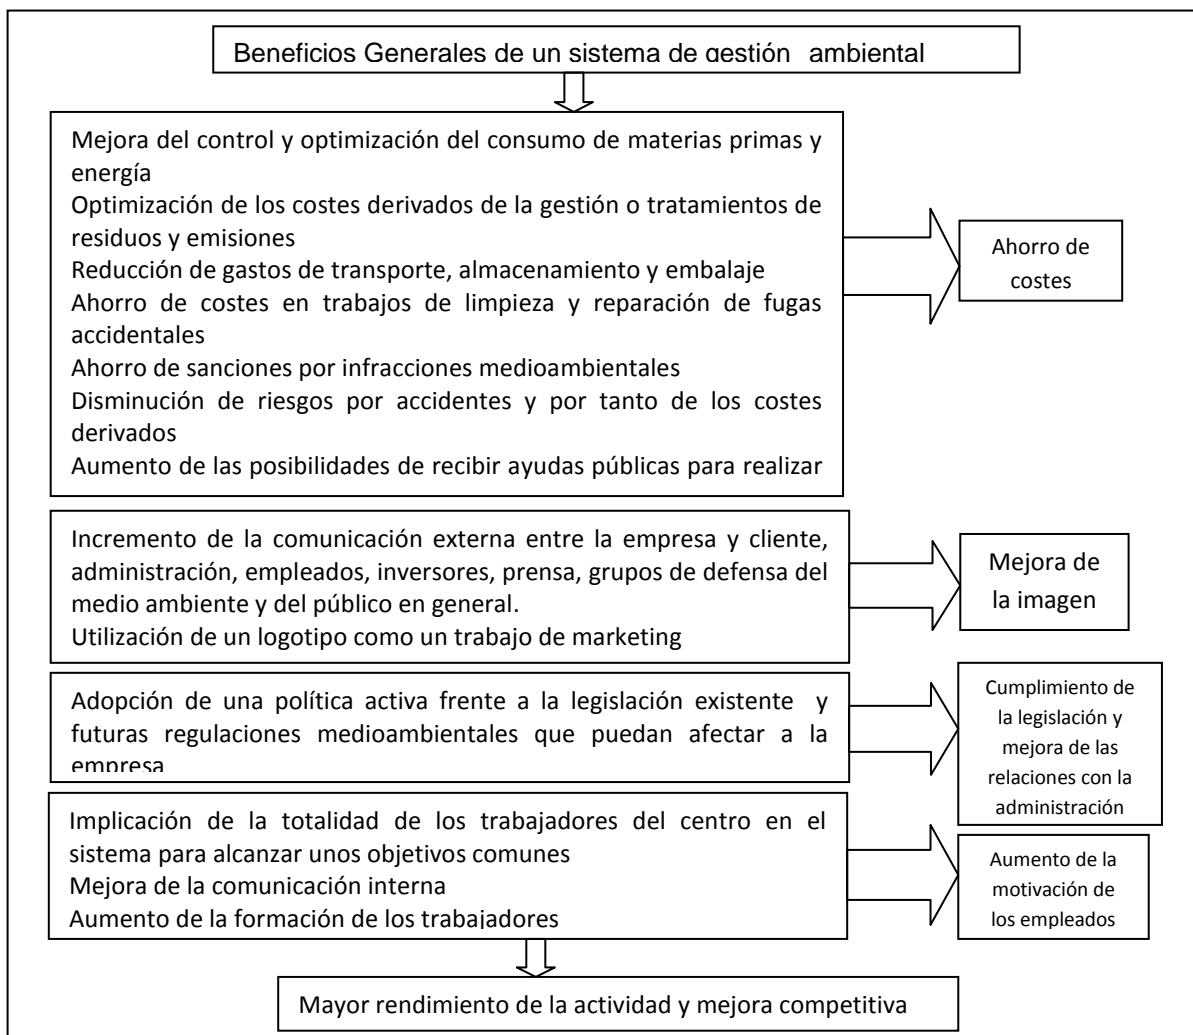 Beneficios Generales de un sistema de gestión ambiental
Mejora del control y optimización del consumo de materias primas y
energía
Optimización de los costes derivados de la gestión o tratamientos de
residuos y emisiones
Reducción de gastos de transporte, almacenamiento y embalaje
Ahorro de costes en trabajos de limpieza y reparación de fugas
accidentales
Ahorro de sanciones por infracciones medioambientales
Disminución de riesgos por accidentes y por tanto de los costes
derivados
Aumento de las posibilidades de recibir ayudas públicas para realizar
Ahorro de
costes
Incremento de la comunicación externa entre la empresa y cliente,
administración, empleados, inversores, prensa, grupos de defensa del
medio ambiente y del público en general.
Utilización de un logotipo como un trabajo de marketing
Mejora de
la imagen
Adopción de una política activa frente a la legislación existente y
futuras regulaciones medioambientales que puedan afectar a la
empresa
Cumplimiento de
la legislación y
mejora de las
relaciones con la
administración
Implicación de la totalidad de los trabajadores del centro en el
sistema para alcanzar unos objetivos comunes
Mejora de la comunicación interna
Aumento de la formación de los trabajadores
Aumento de la
motivación de
los empleados
Mayor rendimiento de la actividad y mejora competitiva